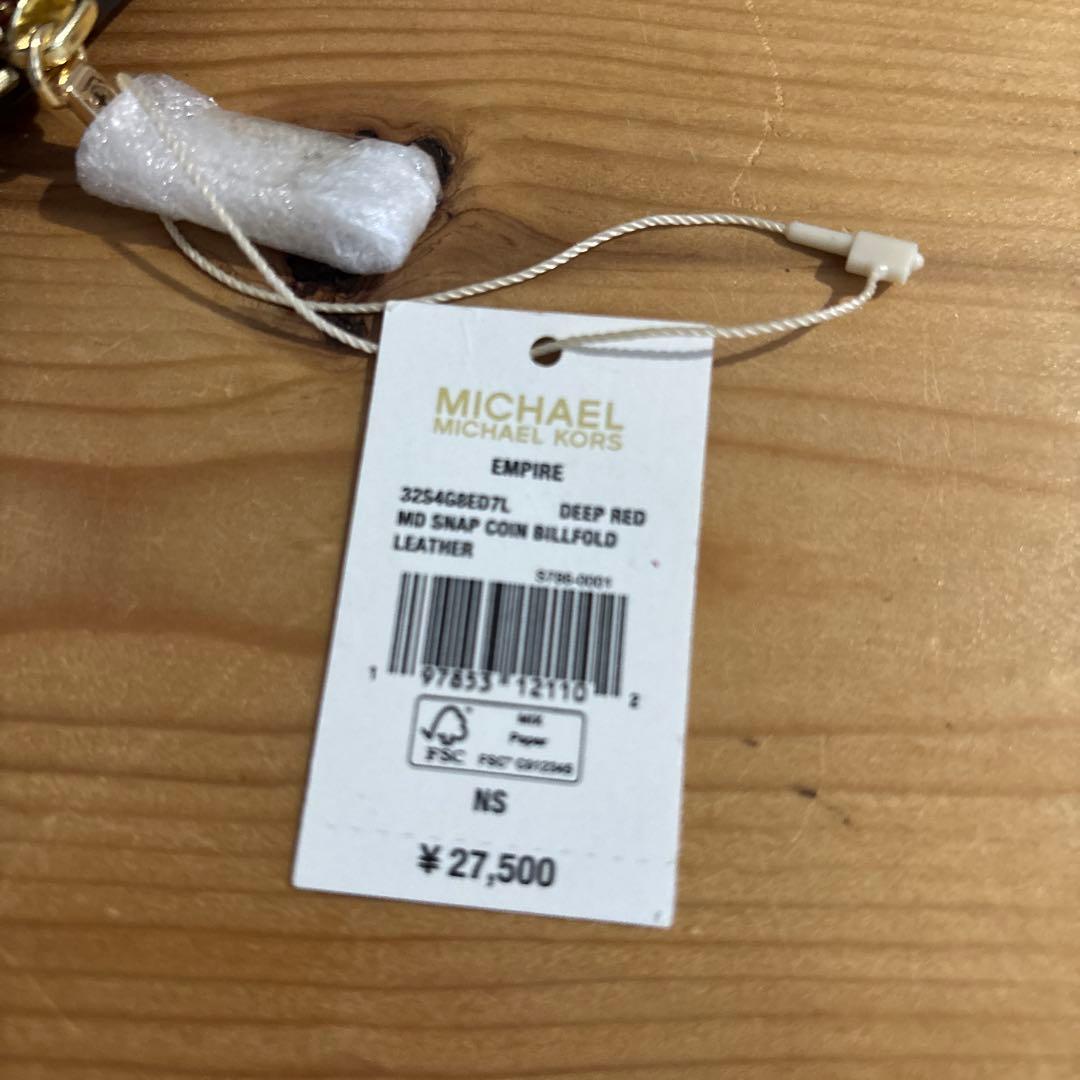 MICHAEL
MICHAEL KORS
EMPIRE
32S4G8ED7L DEEP RED
MD SNAP COIN BILLFOLD
LEATHER
1 97853 12110 2
FSC
Paper
NS
¥ 27,500